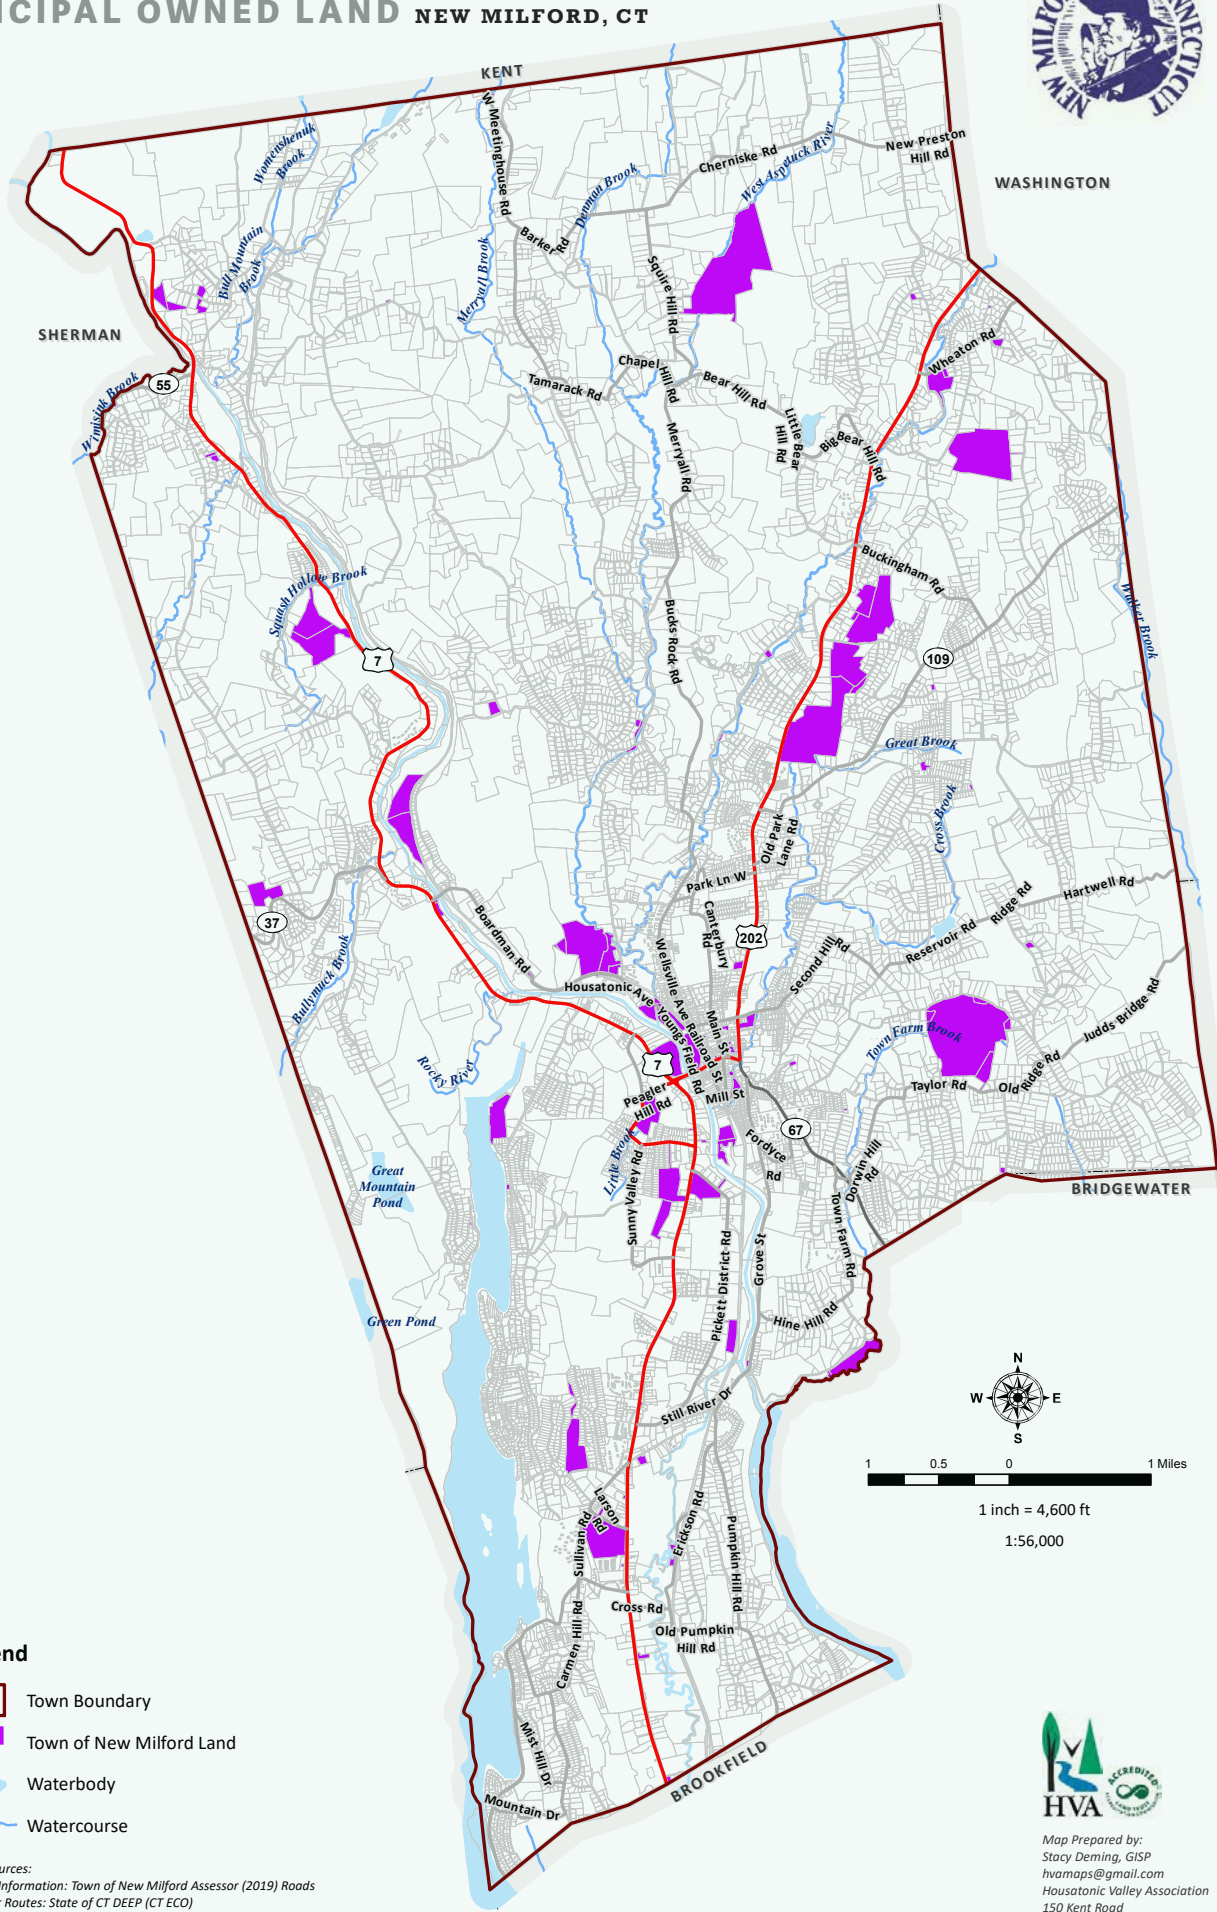 ICIPAL OWNED LAND NEW MILFORD, CT
NEW MILFO
NNECTICUT
KENT
WASHINGTON
SHERMAN
BRIDGEWATER
BROOKFIELD
Womenshenuk
Brook
W Meetinghouse Rd
Denman Brook
Cherniske Rd
West Aspetuck River
New Preston
Hill Rd
Bull Mountain
Brook
Merryall Brook
Barker Rd
Squire Hill Rd
55
Wimisink Brook
Tamarack Rd
Chapel Hill Rd
Bear Hill Rd
Wheaton Rd
Little Bear
Hill Rd
Big Bear Hill Rd
Merryall Rd
Buckingham Rd
Squash Hollow Brook
Walker Brook
Bucks Rock Rd
7
109
Great Brook
Cross Brook
Old Park
Lane Rd
Park Ln W
Canterbury
Rd
37
Boardman Rd
Bullymuck Brook
202
Second Hill Rd
Reservoir Rd
Ridge Rd
Hartwell Rd
Housatonic Ave
Wellsville Ave
Youngs Field Rd
Railroad St
Main St
Judds Bridge Rd
Town Farm Brook
Rocky River
7
Peagler
Hill Rd
Mill St
Taylor Rd
Old Ridge Rd
67
Fordyce
Rd
Little Brook
Sunny Valley Rd
Great
Mountain
Pond
Dorwin Hill
Rd
Town Farm Rd
Grove St
Pickett District Rd
Green Pond
Hine Hill Rd
Still River Dr
N
W
E
S
1
0.5
0
1 Miles
1 inch = 4,600 ft
1:56,000
Larson
Rd
Sullivan Rd
Erickson Rd
Pumpkin Hill Rd
Cross Rd
Old Pumpkin
Hill Rd
Carmen Hill Rd
Mist Hill Dr
Mountain Dr
end
Town Boundary
Town of New Milford Land
Waterbody
Watercourse
urces:
Information: Town of New Milford Assessor (2019) Roads
r Routes: State of CT DEEP (CT ECO)
HVA
ACCREDITED
Map Prepared by:
Stacy Deming, GISP
hvamaps@gmail.com
Housatonic Valley Association
150 Kent Road